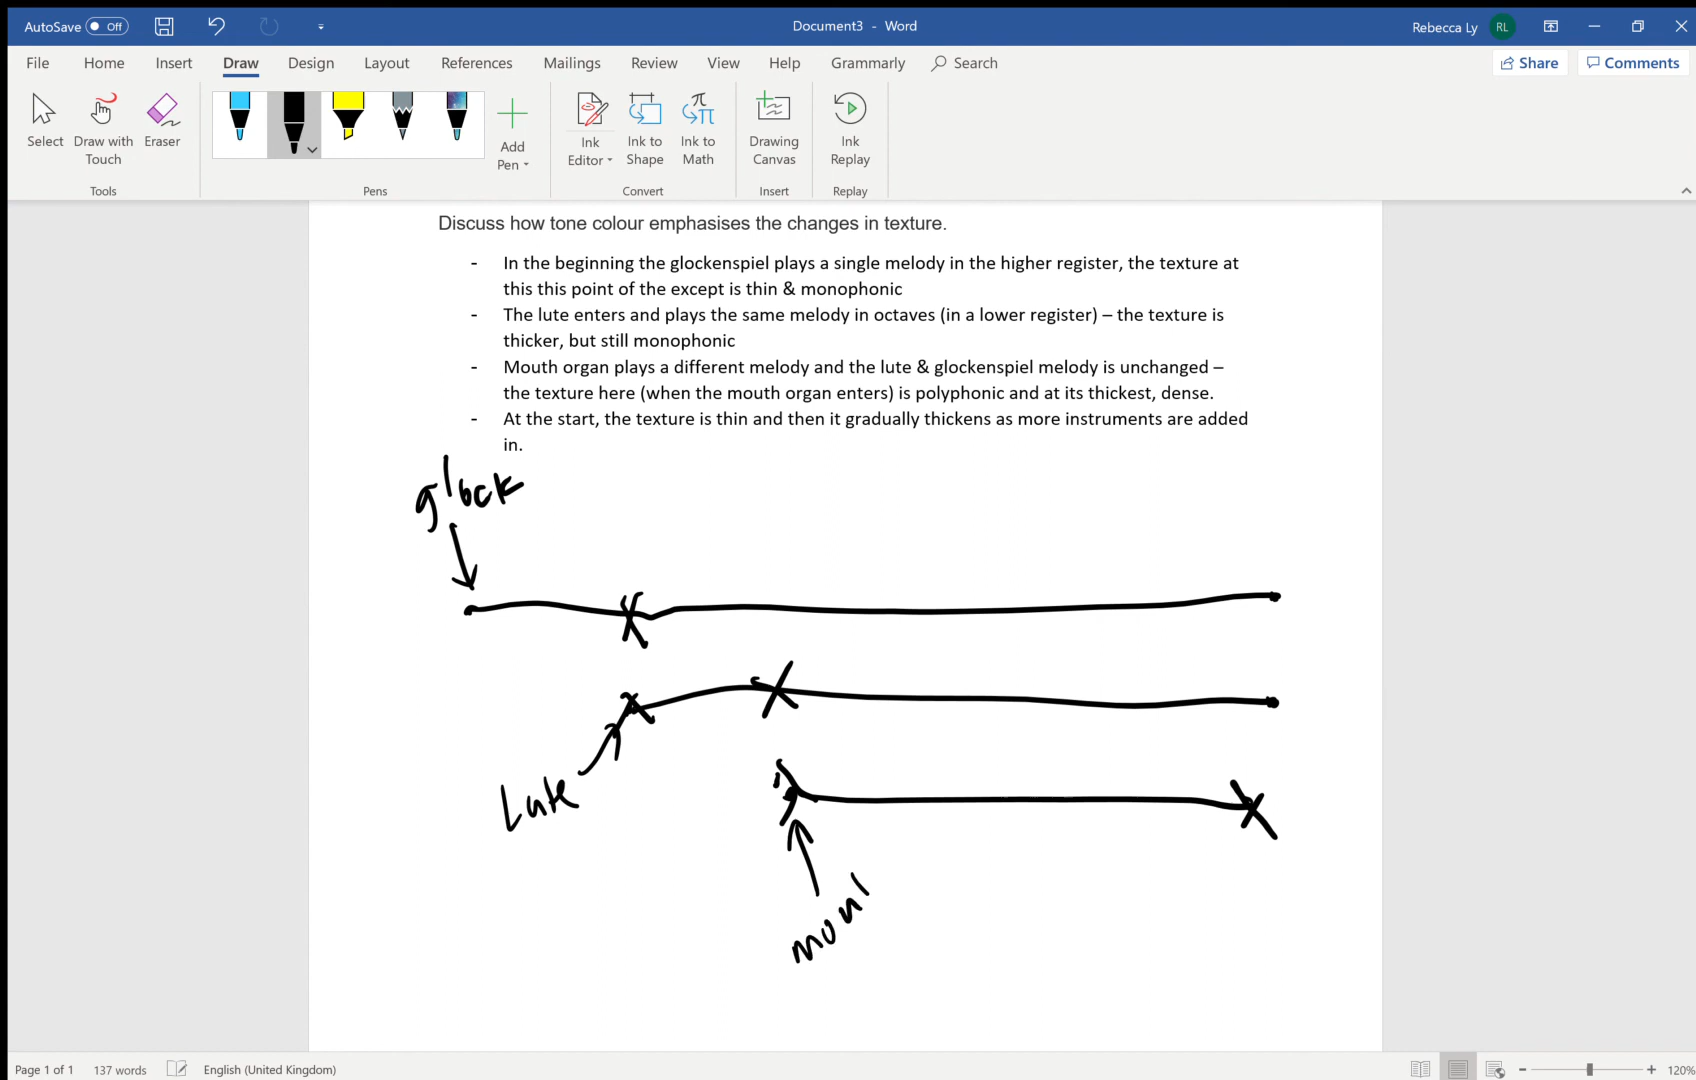 AutoSave Off Document3 - Word Rebecca Ly RL
File Home Insert Draw Design Layout References Mailings Review View Help Grammarly Search Share Comments
Select Draw with Touch Eraser Add Pen Ink Editor Ink to Shape Ink to Math Drawing Canvas Ink Replay
Tools Pens Convert Insert Replay
Discuss how tone colour emphasises the changes in texture.
- In the beginning the glockenspiel plays a single melody in the higher register, the texture at
this this point of the except is thin & monophonic
- The lute enters and plays the same melody in octaves (in a lower register) – the texture is
thicker, but still monophonic
- Mouth organ plays a different melody and the lute & glockenspiel melody is unchanged –
the texture here (when the mouth organ enters) is polyphonic and at its thickest, dense.
- At the start, the texture is thin and then it gradually thickens as more instruments are added
in.
glock
Lute
Page 1 of 1 137 words English (United Kingdom) 120%